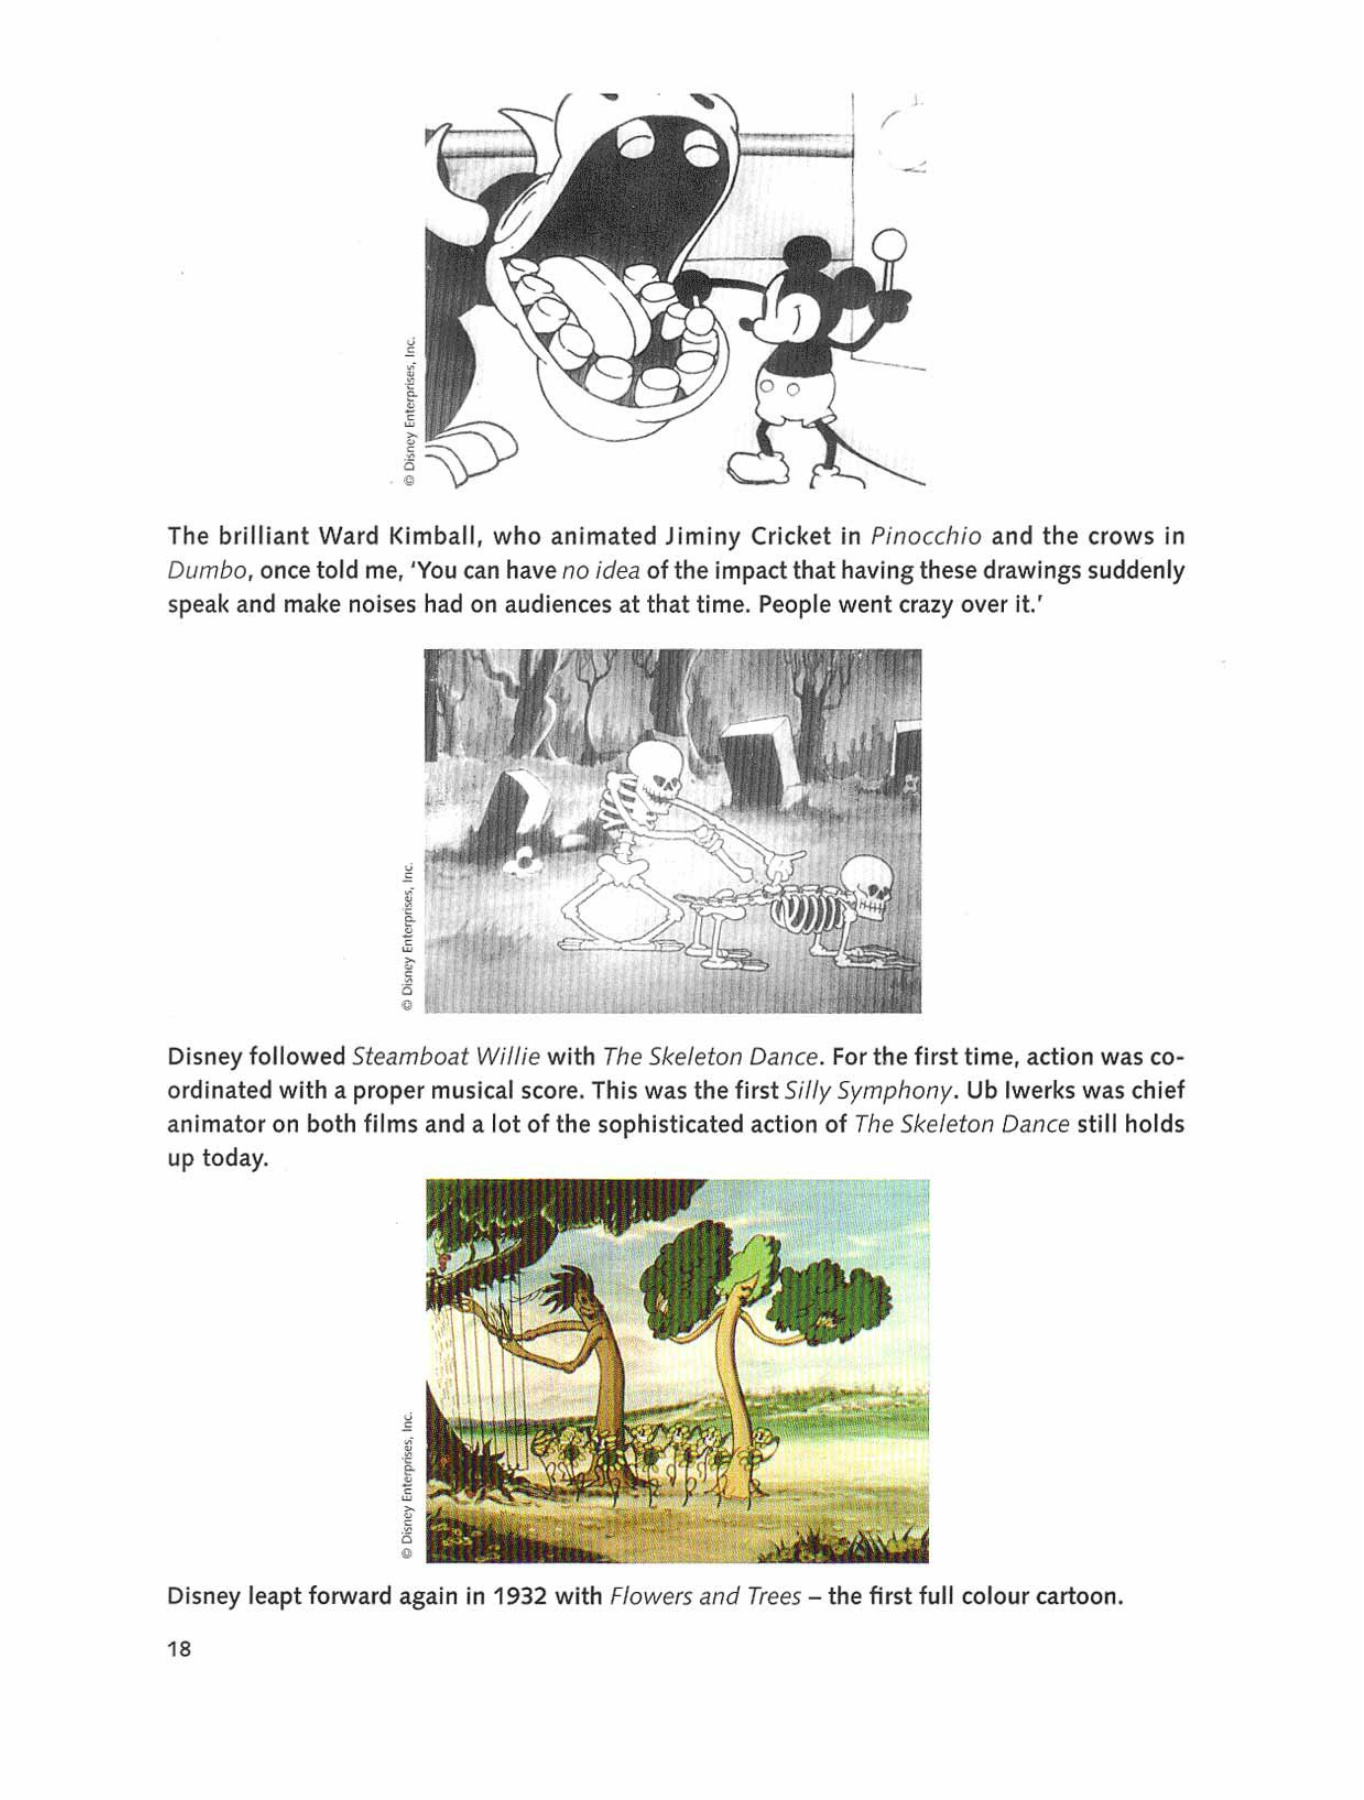 © Disney Enterprises, Inc.
The brilliant Ward Kimball, who animated Jiminy Cricket in Pinocchio and the crows in
Dumbo, once told me, 'You can have no idea of the impact that having these drawings suddenly
speak and make noises had on audiences at that time. People went crazy over it.'
© Disney Enterprises, Inc.
Disney followed Steamboat Willie with The Skeleton Dance. For the first time, action was co-
ordinated with a proper musical score. This was the first Silly Symphony. Ub Iwerks was chief
animator on both films and a lot of the sophisticated action of The Skeleton Dance still holds
up today.
© Disney Enterprises, Inc.
Disney leapt forward again in 1932 with Flowers and Trees – the first full colour cartoon.
18